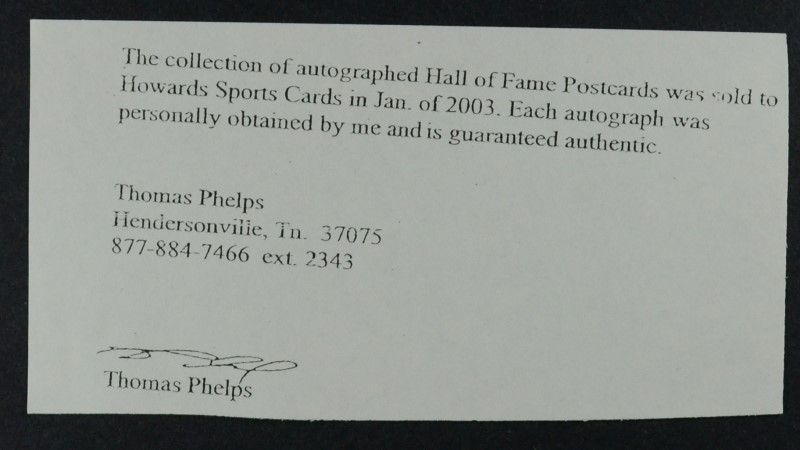 The collection of autographed Hall of Fame Postcards was sold to
Howards Sports Cards in Jan. of 2003. Each autograph was
personally obtained by me and is guaranteed authentic.
Thomas Phelps
Hendersonville, Tn. 37075
877-884-7466 ext. 2343
Thomas Phelps